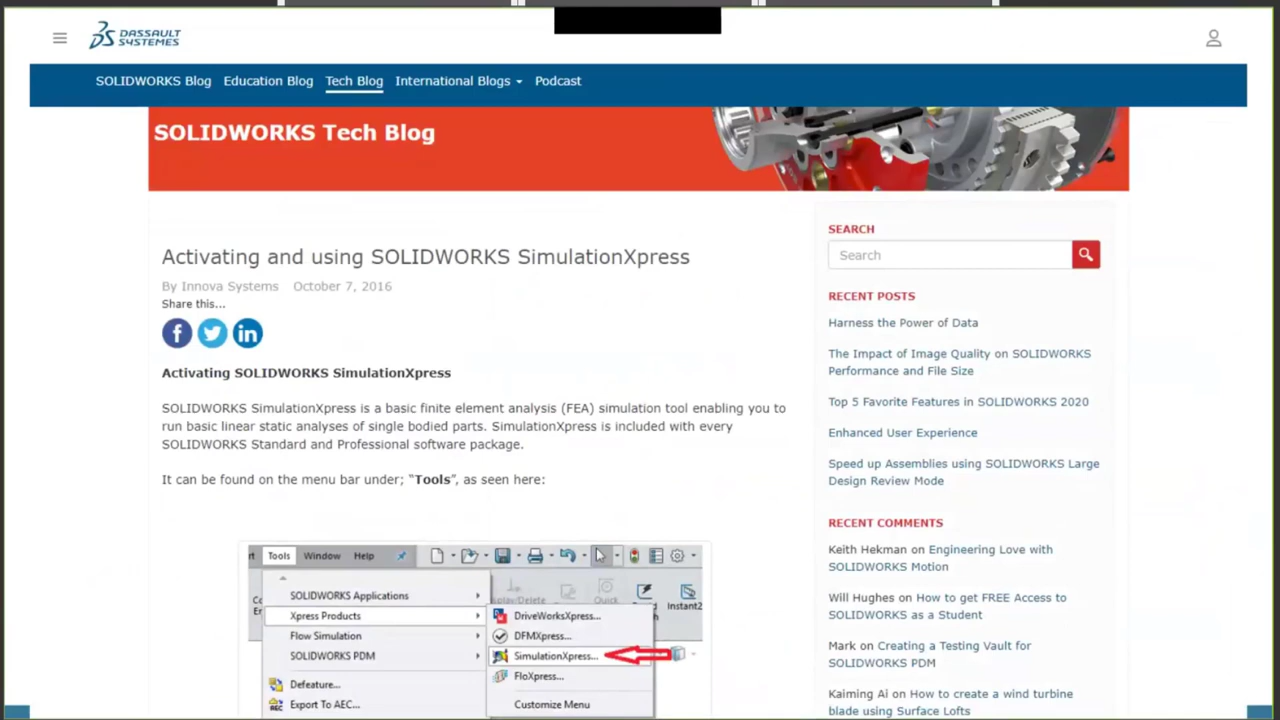 DASSAULT
SYSTEMES
SOLIDWORKS Blog Education Blog Tech Blog International Blogs Podcast
SOLIDWORKS Tech Blog
Activating and using SOLIDWORKS SimulationXpress
By Innova Systems October 7, 2016
Share this...
Activating SOLIDWORKS SimulationXpress
SOLIDWORKS SimulationXpress is a basic finite element analysis (FEA) simulation tool enabling you to
run basic linear static analyses of single bodied parts. SimulationXpress is included with every
SOLIDWORKS Standard and Professional software package.
It can be found on the menu bar under; “Tools”, as seen here:
Tools Window Help
SOLIDWORKS Applications
Xpress Products
Flow Simulation
SOLIDWORKS PDM
Defeature...
Export To AEC...
DriveWorksXpress...
DFMXpress...
SimulationXpress...
FloXpress...
Customize Menu
Quick
Instant2
SEARCH
Search
RECENT POSTS
Harness the Power of Data
The Impact of Image Quality on SOLIDWORKS
Performance and File Size
Top 5 Favorite Features in SOLIDWORKS 2020
Enhanced User Experience
Speed up Assemblies using SOLIDWORKS Large
Design Review Mode
RECENT COMMENTS
Keith Hekman on Engineering Love with
SOLIDWORKS Motion
Will Hughes on How to get FREE Access to
SOLIDWORKS as a Student
Mark on Creating a Testing Vault for
SOLIDWORKS PDM
Kaiming Ai on How to create a wind turbine
blade using Surface Lofts